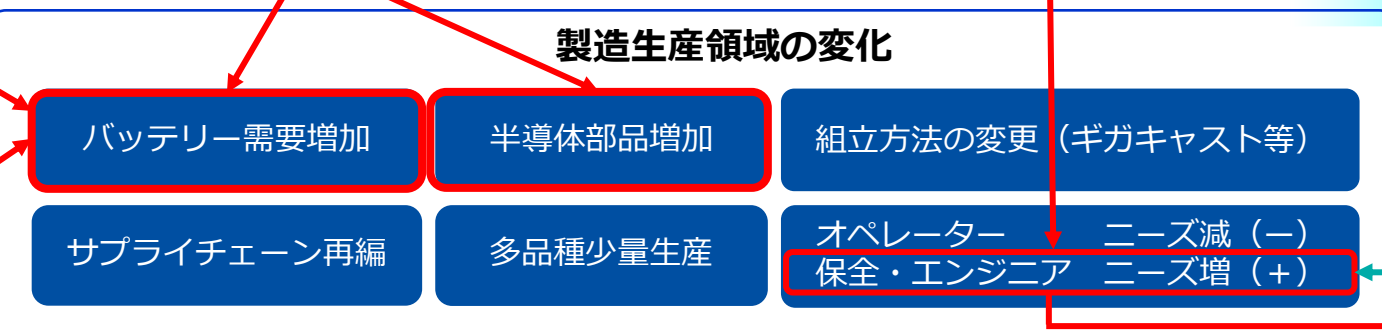 製造生産領域の変化
バッテリー需要増加
半導体部品増加
組立方法の変更（ギガキャスト等）
サプライチェーン再編
多品種少量生産
オペレーター　ニーズ減（－）
保全・エンジニア　ニーズ増（+）